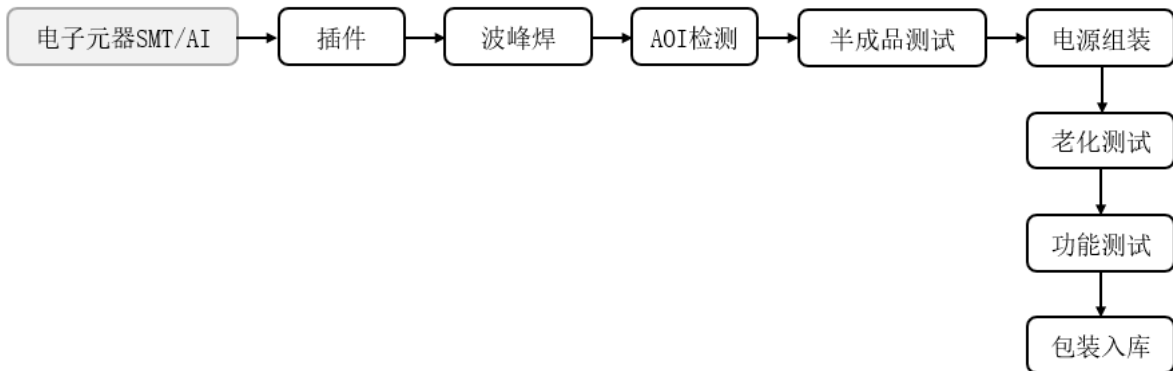 电子元器SMT/AI
插件
波峰焊
AOI检测
半成品测试
电源组装
老化测试
功能测试
包装入库